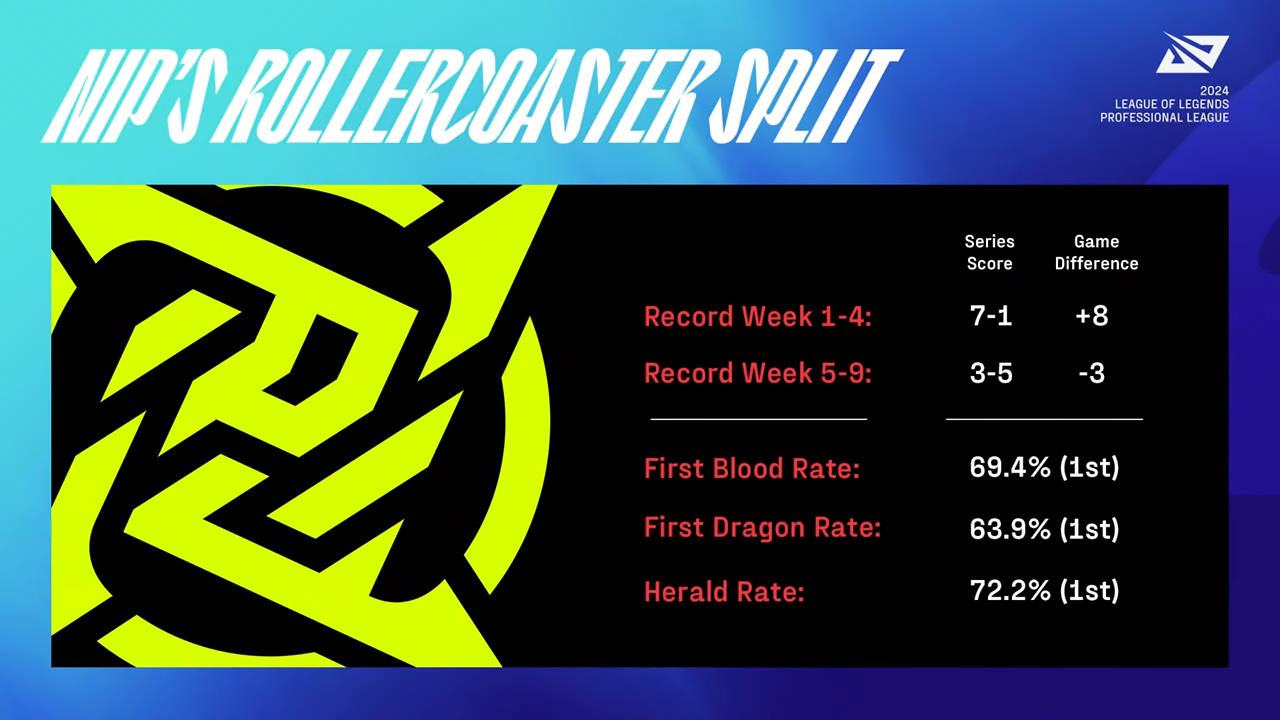 NIP'S ROLLERCOASTER SPLIT
2024
LEAGUE OF LEGENDS
PROFESSIONAL LEAGUE
Series Score
Game Difference
Record Week 1-4: 7-1 +8
Record Week 5-9: 3-5 -3
First Blood Rate: 69.4% (1st)
First Dragon Rate: 63.9% (1st)
Herald Rate: 72.2% (1st)